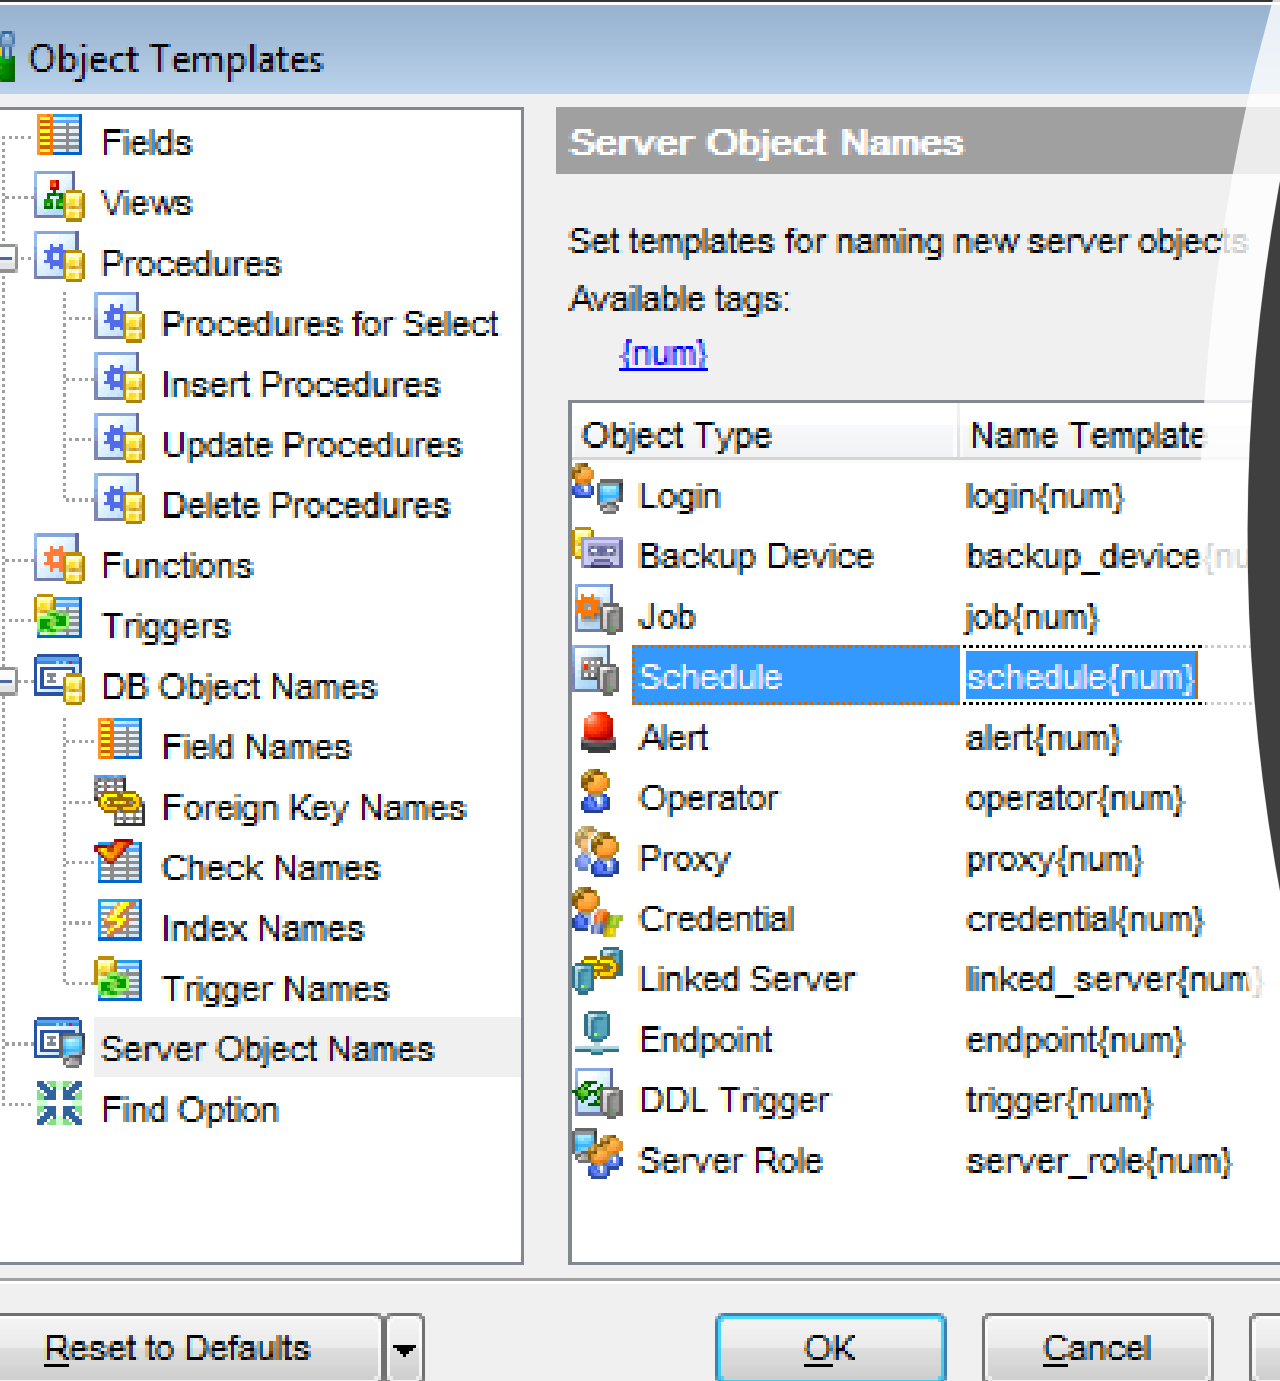 Object Templates
Fields
Views
Procedures
Procedures for Select
Insert Procedures
Update Procedures
Delete Procedures
Functions
Triggers
DB Object Names
Field Names
Foreign Key Names
Check Names
Index Names
Trigger Names
Server Object Names
Find Option
Server Object Names
Set templates for naming new server objects
Available tags:
{num}
Object Type Name Template
Login login{num}
Backup Device backup_device{nu
Job job{num}
Schedule schedule{num}
Alert alert{num}
Operator operator{num}
Proxy proxy{num}
Credential credential{num}
Linked Server linked_server{num}
Endpoint endpoint{num}
DDL Trigger trigger{num}
Server Role server_role{num}
Reset to Defaults OK Cancel